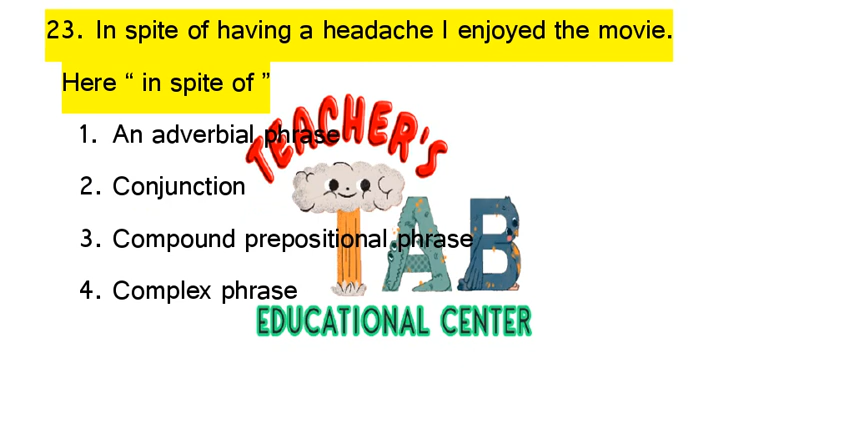 23. In spite of having a headache I enjoyed the movie.
Here “ in spite of ”
1. An adverbial phrase
2. Conjunction
3. Compound prepositional phrase
4. Complex phrase
TEACHER'S
TAB
EDUCATIONAL CENTER